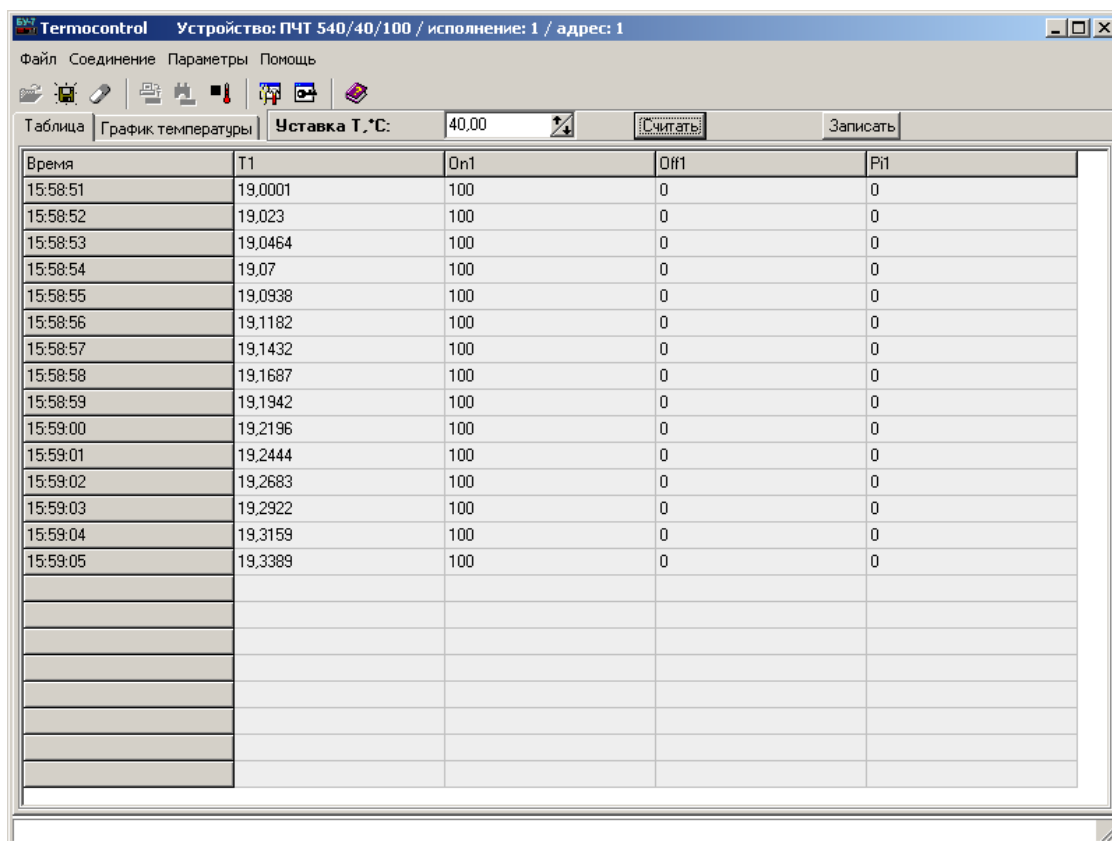 БУ-7 Termocontrol Устройство: ПЧТ 540/40/100 / исполнение: 1 / адрес: 1
Файл Соединение Параметры Помощь
Таблица График температуры Уставка T,°C: 40,00 Считать Записать
Время T1 On1 Off1 Pi1
15:58:51 19,0001 100 0 0
15:58:52 19,023 100 0 0
15:58:53 19,0464 100 0 0
15:58:54 19,07 100 0 0
15:58:55 19,0938 100 0 0
15:58:56 19,1182 100 0 0
15:58:57 19,1432 100 0 0
15:58:58 19,1687 100 0 0
15:58:59 19,1942 100 0 0
15:59:00 19,2196 100 0 0
15:59:01 19,2444 100 0 0
15:59:02 19,2683 100 0 0
15:59:03 19,2922 100 0 0
15:59:04 19,3159 100 0 0
15:59:05 19,3389 100 0 0